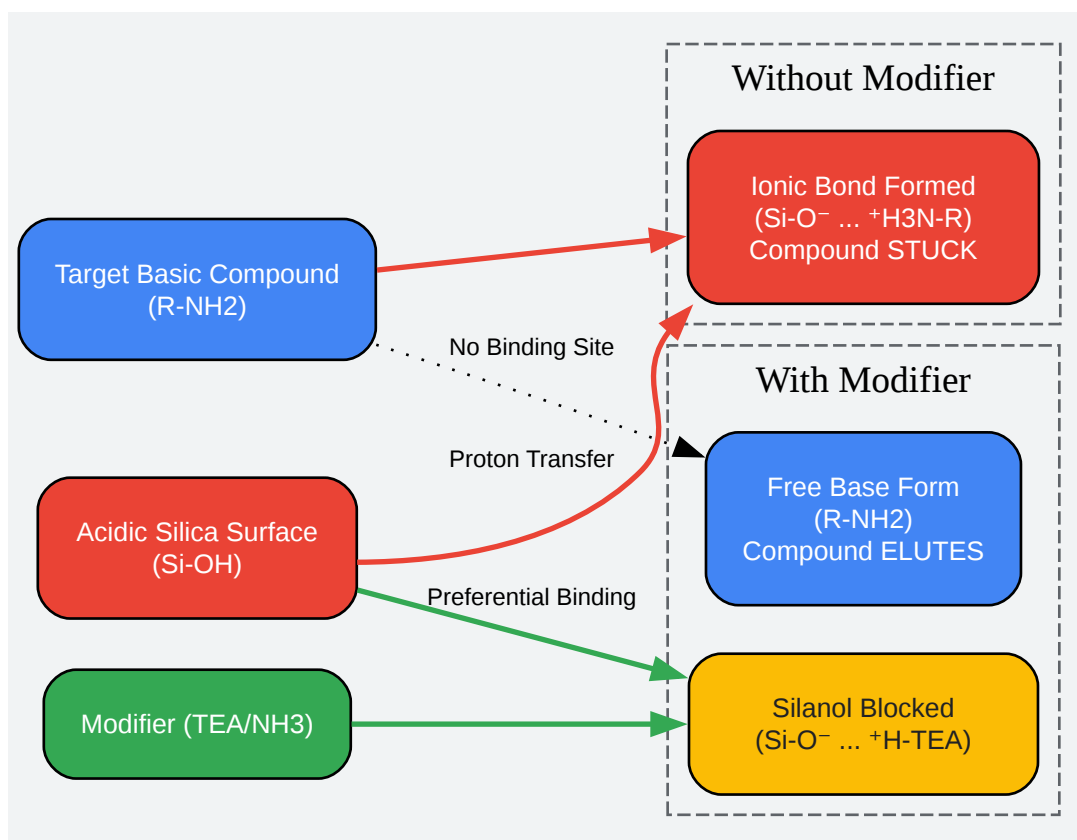 Without Modifier
Ionic Bond Formed
(Si-O⁻ ... ⁺H3N-R)
Compound STUCK
Target Basic Compound
(R-NH2)
No Binding Site
With Modifier
Proton Transfer
Free Base Form
(R-NH2)
Compound ELUTES
Acidic Silica Surface
(Si-OH)
Preferential Binding
Modifier (TEA/NH3)
Silanol Blocked
(Si-O⁻ ... ⁺H-TEA)